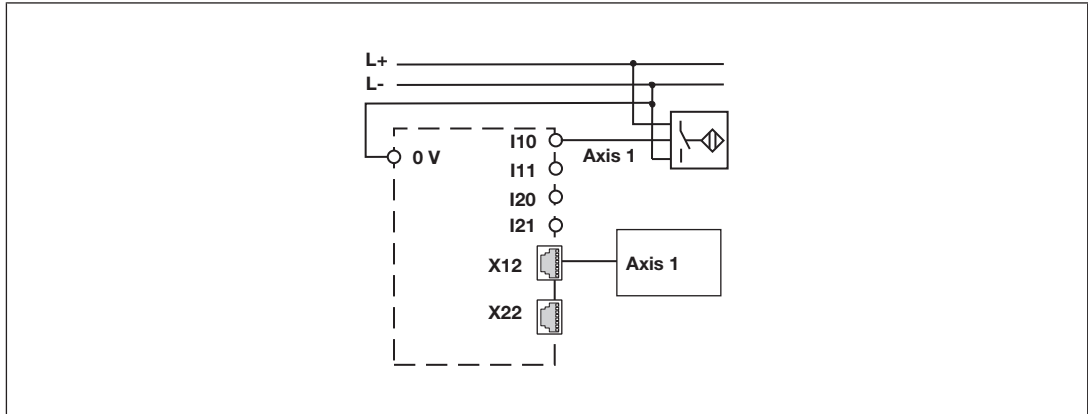 L+
L-
I10
0 V
Axis 1
I11
I20
I21
X12
Axis 1
X22